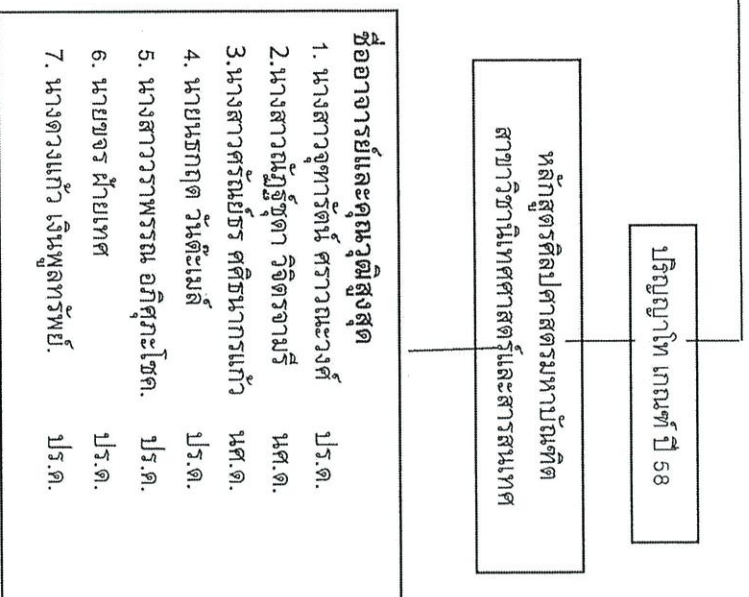 ปริญญาโท เกณฑ์ ปี 58
หลักสูตรศิลปศาสตรมหาบัณฑิต
สาขาวิชานิเทศศาสตร์และสารสนเทศ
ชื่ออาจารย์และคุณวุฒิสูงสุด
1. นางสาวจุฑารัตน์ ศราวณะวงศ์ ปร.ด.
2.นางสาวณัฏฐ์ชุดา วิจิตรจามรี นศ.ด.
3.นางสาวศรัณย์ธร ศศิธนากรแก้ว นศ.ด.
4. นายนธกฤต วันต๊ะเมล์ ปร.ด.
5. นางสาววราพรรณ อภิศุภะโชค. ปร.ด.
6. นายขจร ฝ้ายเทศ ปร.ด.
7. นางดวงแก้ว เงินพูลทรัพย์. ปร.ด.